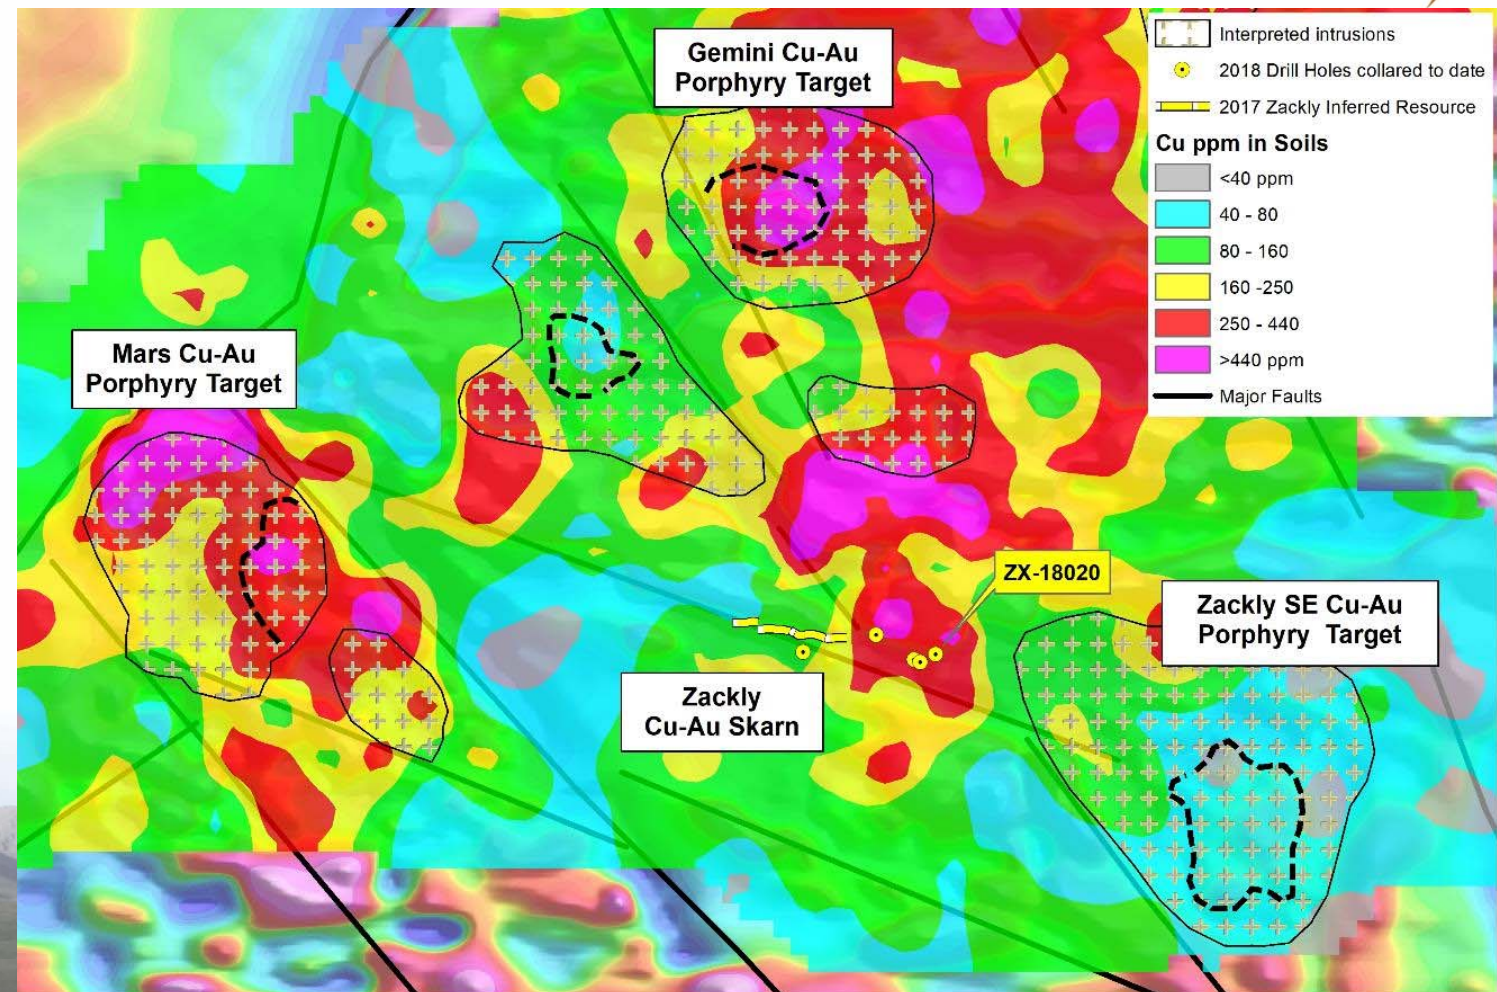 Gemini Cu-Au
Porphyry Target
Interpreted intrusions
2018 Drill Holes collared to date
2017 Zackly Inferred Resource
Cu ppm in Soils
<40 ppm
40 - 80
80 - 160
160 -250
250 - 440
>440 ppm
Major Faults
Mars Cu-Au
Porphyry Target
ZX-18020
Zackly SE Cu-Au
Porphyry Target
Zackly
Cu-Au Skarn